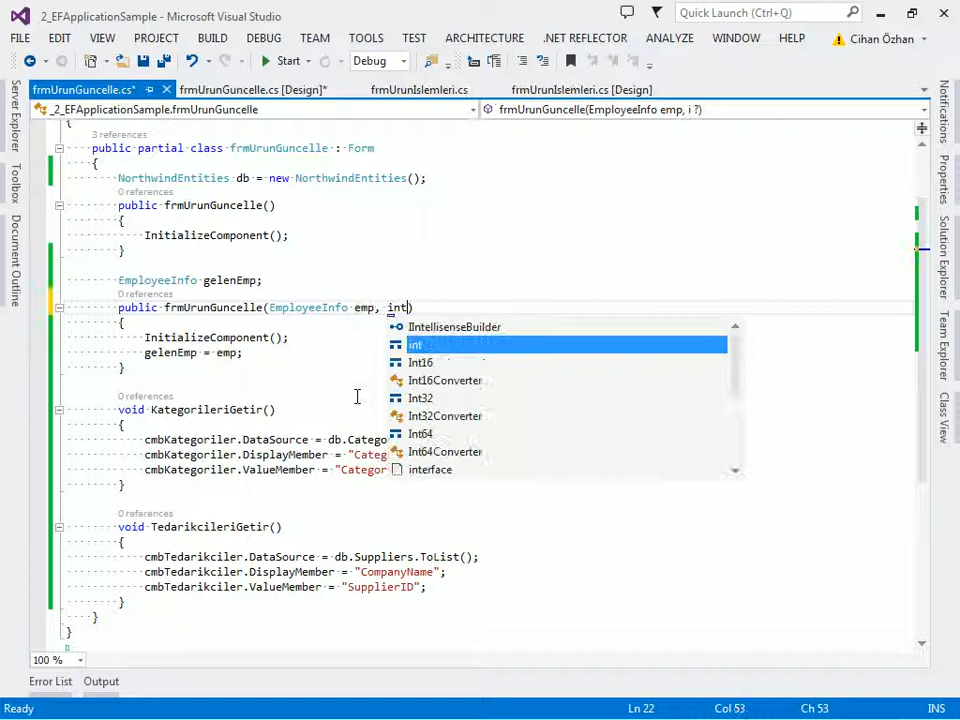 2_EFApplicationSample - Microsoft Visual Studio
Quick Launch (Ctrl+Q)
FILE EDIT VIEW PROJECT BUILD DEBUG TEAM TOOLS TEST ARCHITECTURE .NET REFLECTOR ANALYZE WINDOW HELP Cihan Özhan
Start Debug
frmUrunGuncelle.cs* frmUrunGuncelle.cs [Design]* frmUrunIslemleri.cs frmUrunIslemleri.cs [Design]
_2_EFApplicationSample.frmUrunGuncelle frmUrunGuncelle(EmployeeInfo emp, i ?)
Server Explorer
Toolbox
Document Outline
{
3 references
public partial class frmUrunGuncelle : Form
{
NorthwindEntities db = new NorthwindEntities();
0 references
public frmUrunGuncelle()
{
InitializeComponent();
}
EmployeeInfo gelenEmp;
0 references
public frmUrunGuncelle(EmployeeInfo emp, int)
{
InitializeComponent();
gelenEmp = emp;
}
IIntellisenseBuilder
int
Int16
Int16Converter
Int32
Int32Converter
Int64
Int64Converter
interface
0 references
void KategorileriGetir()
{
cmbKategoriler.DataSource = db.Catego
cmbKategoriler.DisplayMember = "Categ
cmbKategoriler.ValueMember = "Categor
}
0 references
void TedarikcileriGetir()
{
cmbTedarikciler.DataSource = db.Suppliers.ToList();
cmbTedarikciler.DisplayMember = "CompanyName";
cmbTedarikciler.ValueMember = "SupplierID";
}
}
}
Notifications
Properties
Solution Explorer
Team Explorer
Class View
100 %
Error List Output
Ready Ln 22 Col 53 Ch 53 INS